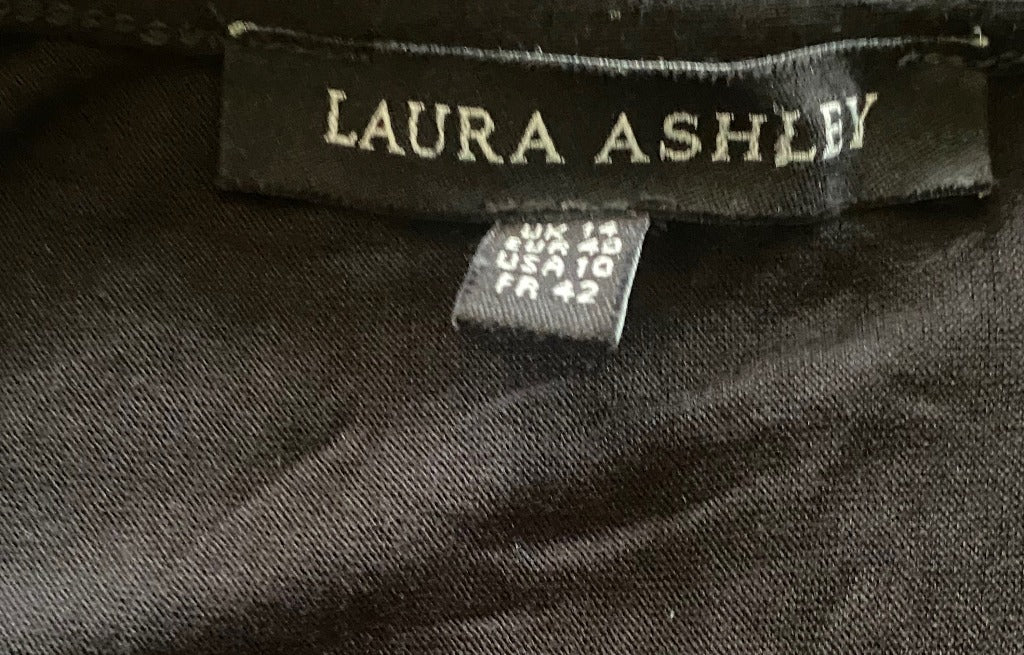 LAURA ASHLEY
UK 14
EUR 40
USA 10
FR 42